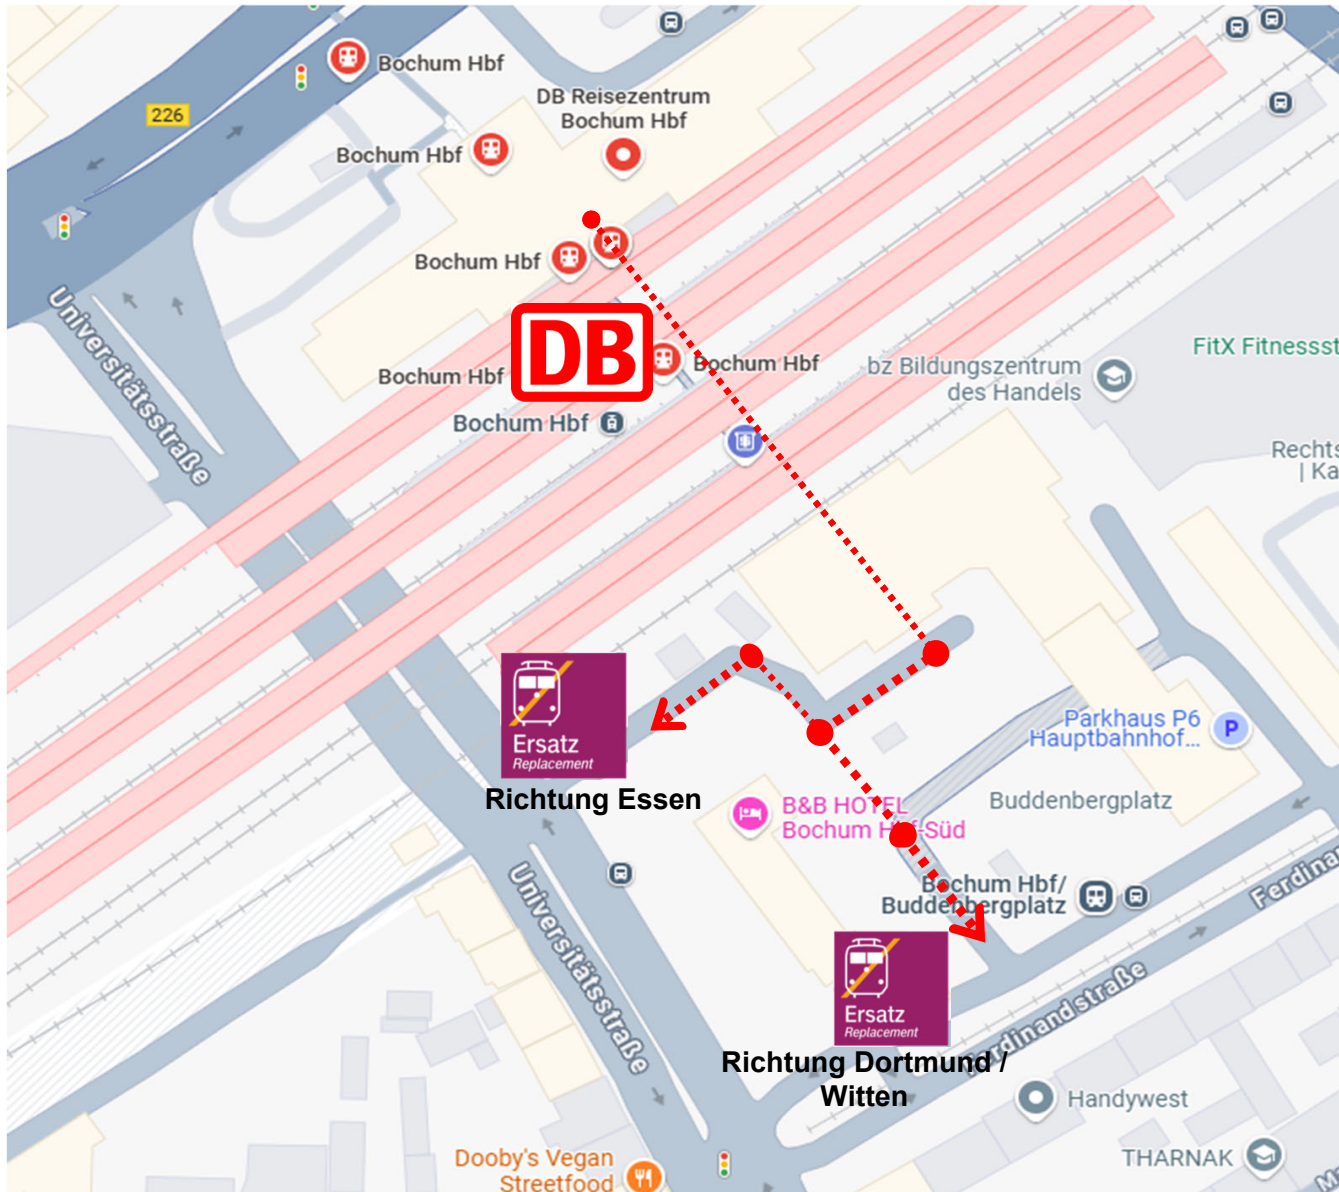 Bochum Hbf
DB Reisezentrum
Bochum Hbf
226
Bochum Hbf
Bochum Hbf
Universitätsstraße
DB
Bochum Hbf
Bochum Hbf
Bochum Hbf
bz Bildungszentrum
des Handels
FitX Fitnessst
Rechts
| Ka
Ersatz
Replacement
Richtung Essen
Parkhaus P6
Hauptbahnhof...
P
B&B HOTEL
Bochum Hbf-Süd
Buddenbergplatz
Bochum Hbf/
Buddenbergplatz
Ferdinan
Universitätsstraße
Ersatz
Replacement
Richtung Dortmund /
Witten
Ferdinandstraße
Handywest
THARNAK
Dooby's Vegan
Streetfood